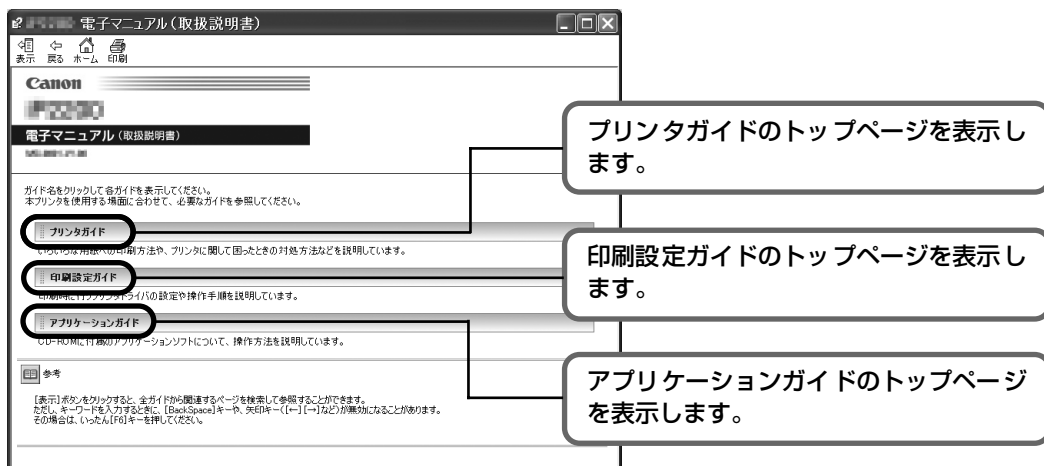 電子マニュアル(取扱説明書)
表示 戻る ホーム 印刷
Canon
電子マニュアル(取扱説明書)
ガイド名をクリックして各ガイドを表示してください。
本プリンタを使用する場面に合わせて、必要なガイドを参照してください。
プリンタガイド
いろいろな用紙への印刷方法や、プリンタに関して困ったときの対処方法などを説明しています。
印刷設定ガイド
印刷時に行うプリンタドライバの設定や操作手順を説明しています。
アプリケーションガイド
CD-ROMに付属のアプリケーションソフトについて、操作方法を説明しています。
参考
[表示]ボタンをクリックすると、全ガイドから関連するページを検索して参照することができます。
ただし、キーワードを入力するときに、[BackSpace]キーや、矢印キー([←][→]など)が無効になることがあります。
その場合は、いったん[F6]キーを押してください。
プリンタガイドのトップページを表示し
ます。
印刷設定ガイドのトップページを表示し
ます。
アプリケーションガイドのトップページ
を表示します。